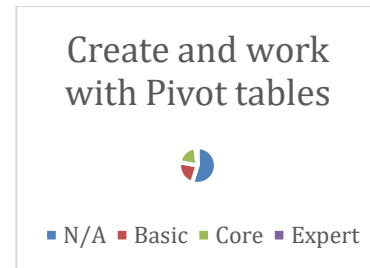 Create and work
with Pivot tables
N/A Basic Core Expert